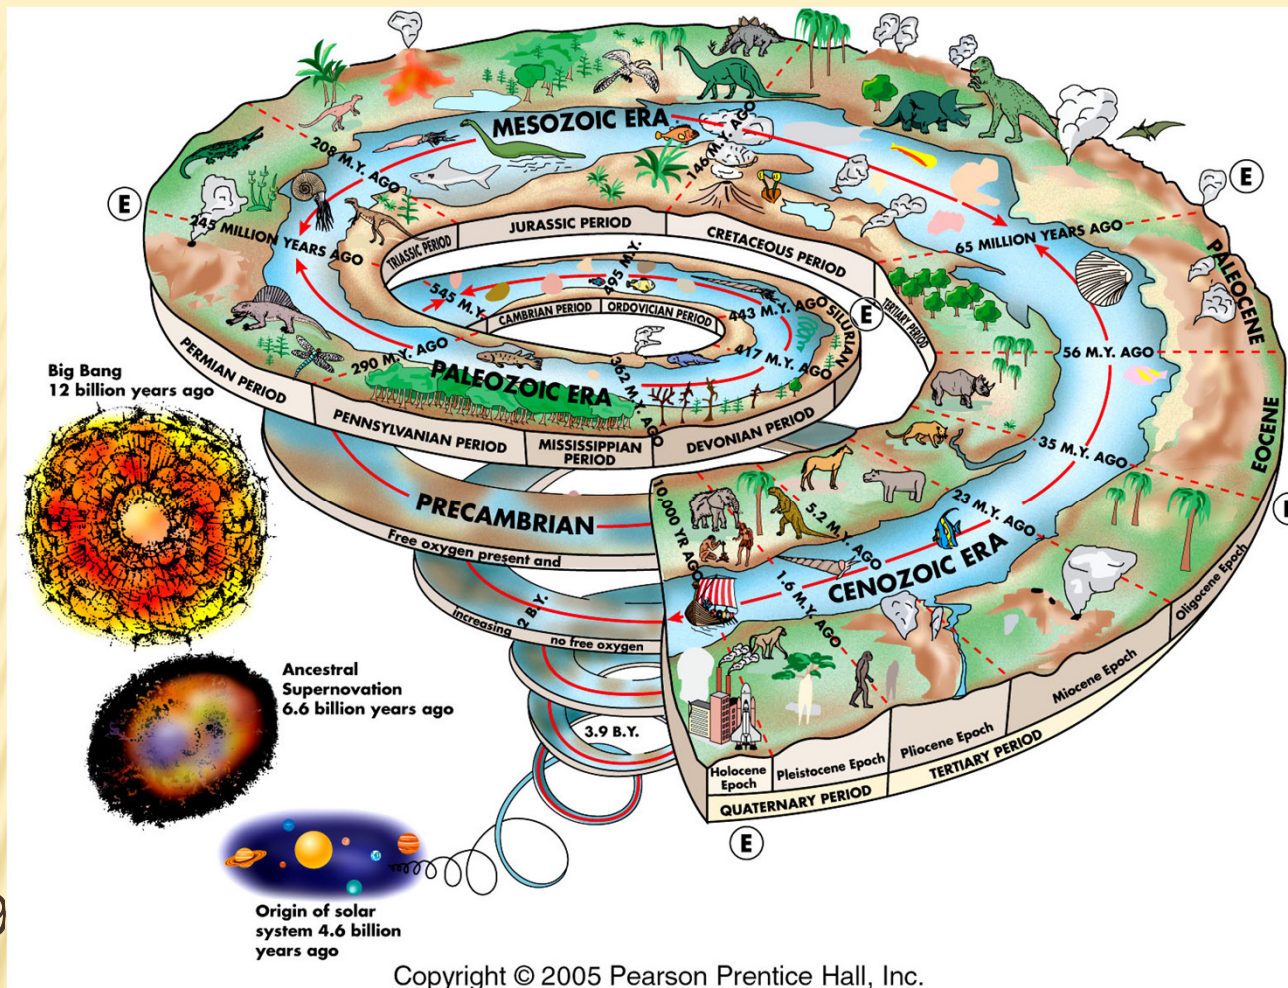 MESOZOIC ERA
208 M.Y. AGO
146 M.Y. AGO
E
E
245 MILLION YEARS AGO
65 MILLION YEARS AGO
TRIASSIC PERIOD
JURASSIC PERIOD
CRETACEOUS PERIOD
TERTIARY PERIOD
PALEOCENE
545 M.Y.
495 M.Y.
CAMBRIAN PERIOD
ORDOVICIAN PERIOD
443 M.Y. AGO
SILURIAN
E
417 M.Y. AGO
362 M.Y. AGO
290 M.Y. AGO
PALEOZOIC ERA
PERMIAN PERIOD
PENNSYLVANIAN PERIOD
MISSISSIPPIAN
PERIOD
DEVONIAN PERIOD
56 M.Y. AGO
EOCENE
35 M.Y. AGO
23 M.Y. AGO
5.2 M.Y. AGO
1.6 M.Y. AGO
10,000 YR AGO
CENOZOIC ERA
Big Bang
12 billion years ago
PRECAMBRIAN
Free oxygen present and
increasing
2 B.Y.
no free oxygen
3.9 B.Y.
Ancestral
Supernovation
6.6 billion years ago
Oligocene Epoch
Miocene Epoch
Pliocene Epoch
Pleistocene Epoch
Holocene
Epoch
TERTIARY PERIOD
QUATERNARY PERIOD
E
Origin of solar
system 4.6 billion
years ago
Copyright © 2005 Pearson Prentice Hall, Inc.